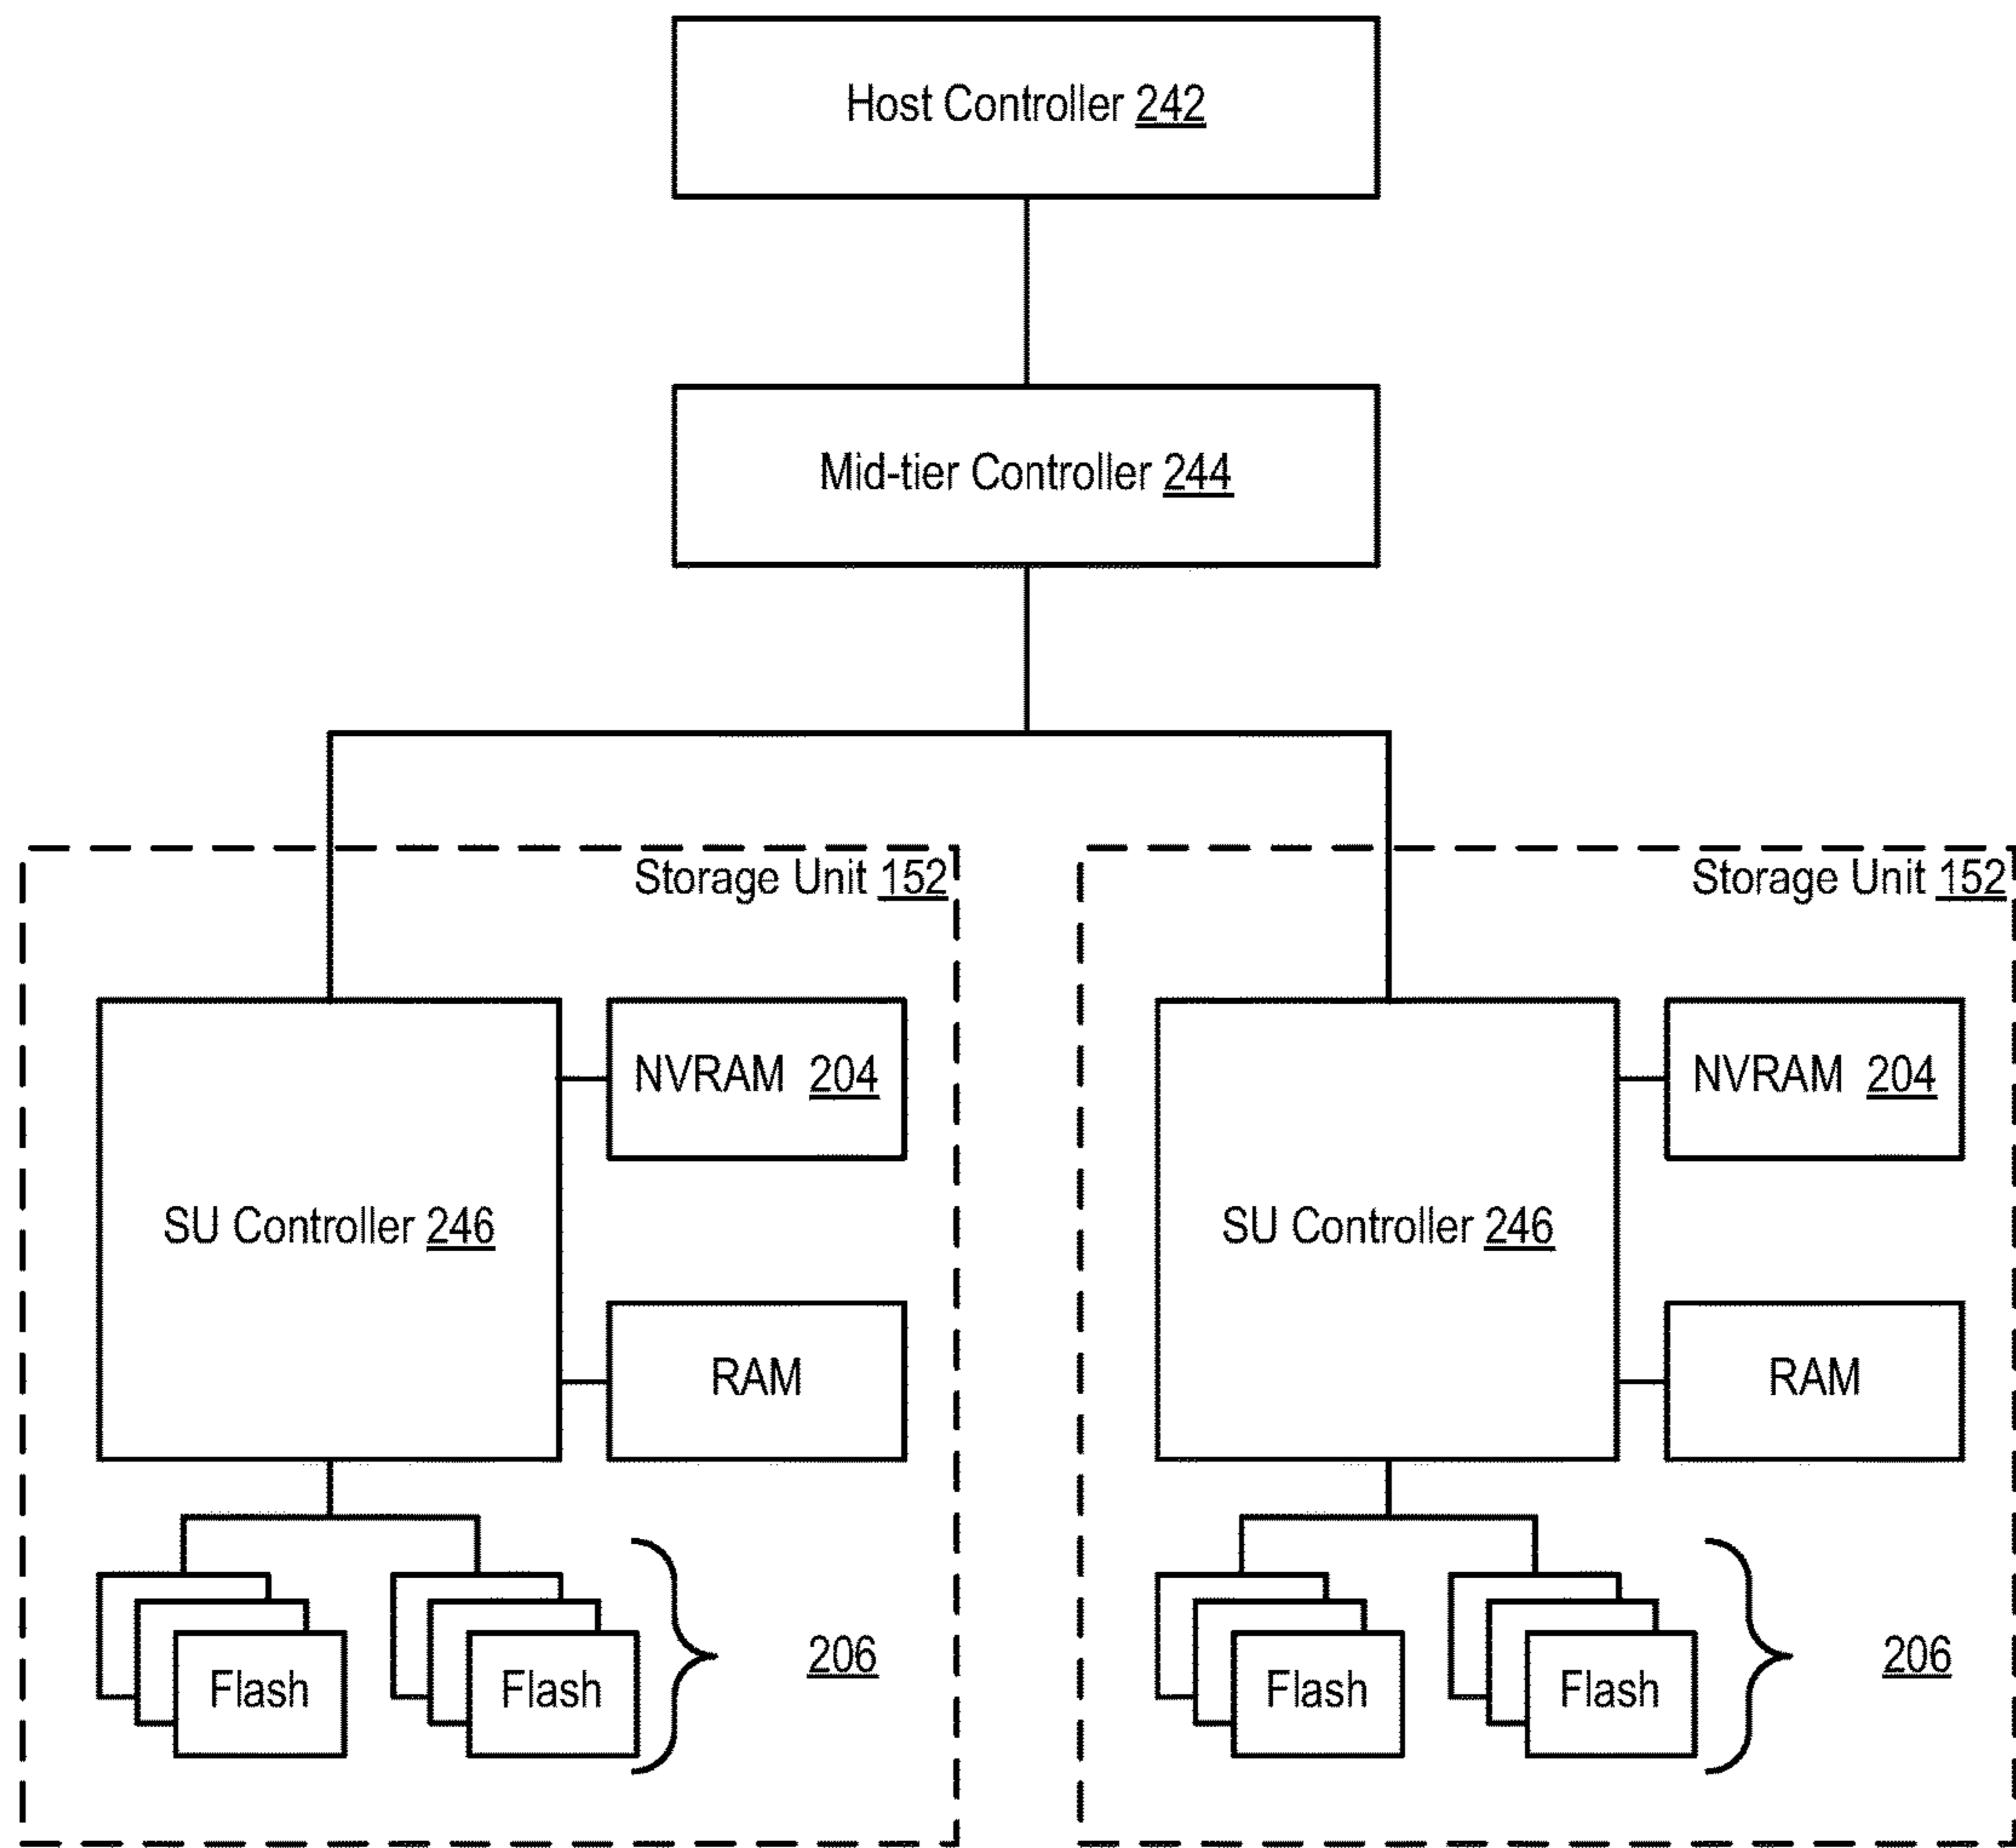 Host Controller 242
Mid-tier Controller 244
Storage Unit 152
NVRAM 204
SU Controller 246
RAM
Flash
Flash
206
Storage Unit 152
NVRAM 204
SU Controller 246
RAM
Flash
Flash
206